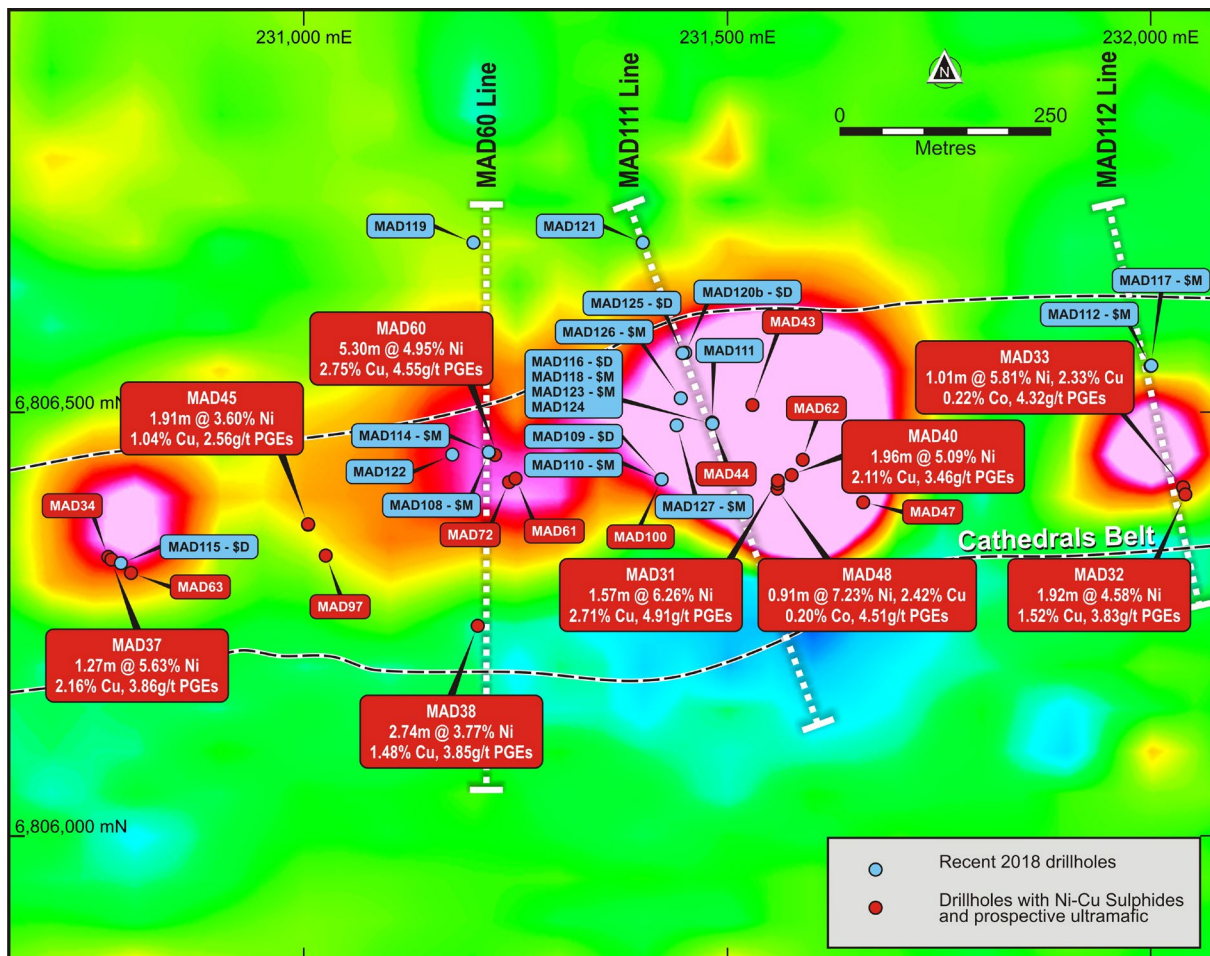 231,000 mE
231,500 mE
232,000 mE
N
0
250
Metres
MAD60 Line
MAD111 Line
MAD112 Line
MAD119
MAD121
MAD117 - $M
MAD112 - $M
MAD125 - $D
MAD120b - $D
MAD126 - $M
MAD43
MAD111
MAD60
5.30m @ 4.95% Ni
2.75% Cu, 4.55g/t PGEs
MAD116 - $D
MAD118 - $M
MAD123 - $M
MAD124
MAD33
1.01m @ 5.81% Ni, 2.33% Cu
0.22% Co, 4.32g/t PGEs
6,806,500 mN
MAD45
1.91m @ 3.60% Ni
1.04% Cu, 2.56g/t PGEs
MAD62
MAD40
1.96m @ 5.09% Ni
2.11% Cu, 3.46g/t PGEs
MAD114 - $M
MAD122
MAD109 - $D
MAD110 - $M
MAD44
MAD108 - $M
MAD127 - $M
MAD47
MAD34
MAD72
MAD61
MAD100
Cathedrals Belt
MAD115 - $D
MAD63
MAD97
MAD31
1.57m @ 6.26% Ni
2.71% Cu, 4.91g/t PGEs
MAD48
0.91m @ 7.23% Ni, 2.42% Cu
0.20% Co, 4.51g/t PGEs
MAD32
1.92m @ 4.58% Ni
1.52% Cu, 3.83g/t PGEs
MAD37
1.27m @ 5.63% Ni
2.16% Cu, 3.86g/t PGEs
MAD38
2.74m @ 3.77% Ni
1.48% Cu, 3.85g/t PGEs
6,806,000 mN
Recent 2018 drillholes
Drillholes with Ni-Cu Sulphides
and prospective ultramafic